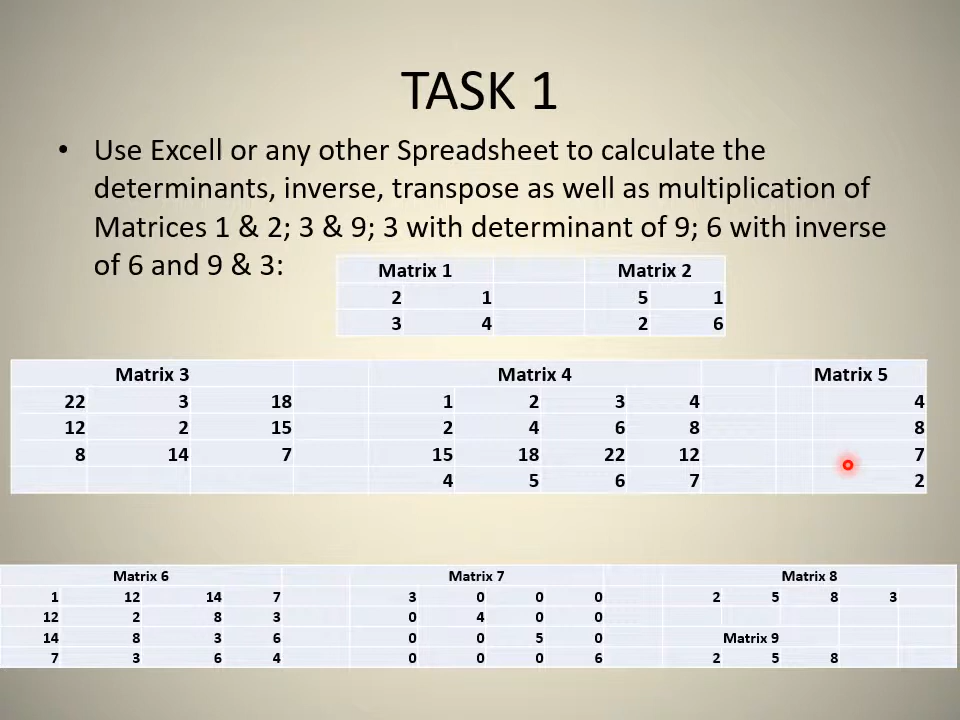 TASK 1
• Use Excell or any other Spreadsheet to calculate the
determinants, inverse, transpose as well as multiplication of
Matrices 1 & 2; 3 & 9; 3 with determinant of 9; 6 with inverse
of 6 and 9 & 3:
Matrix 1 Matrix 2
2 1 5 1
3 4 2 6
Matrix 3 Matrix 4 Matrix 5
22 3 18 1 2 3 4 4
12 2 15 2 4 6 8 8
8 14 7 15 18 22 12 7
4 5 6 7 2
Matrix 6 Matrix 7 Matrix 8
1 12 14 7 3 0 0 0 2 5 8 3
12 2 8 3 0 4 0 0
14 8 3 6 0 0 5 0 Matrix 9
7 3 6 4 0 0 0 6 2 5 8